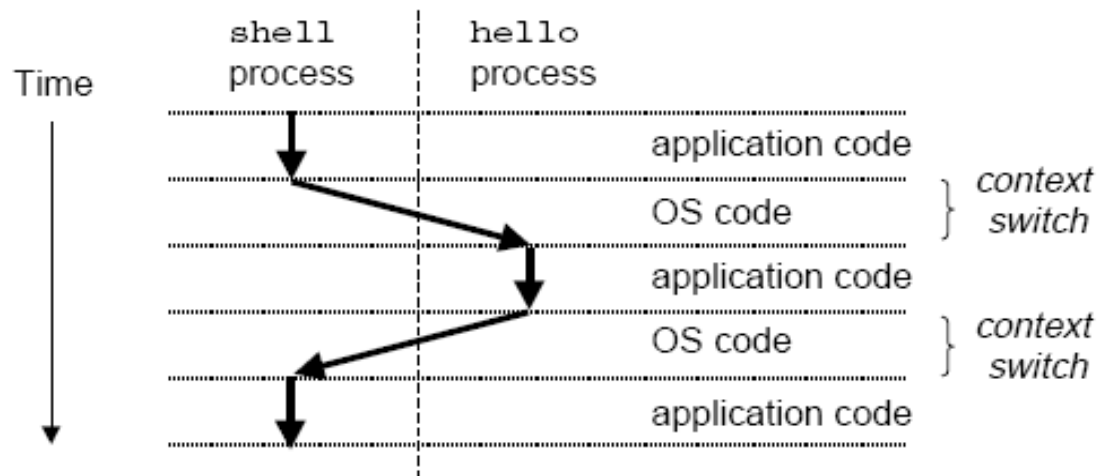 shell
process
hello
process
Time
application code
OS code
context
switch
application code
OS code
context
switch
application code